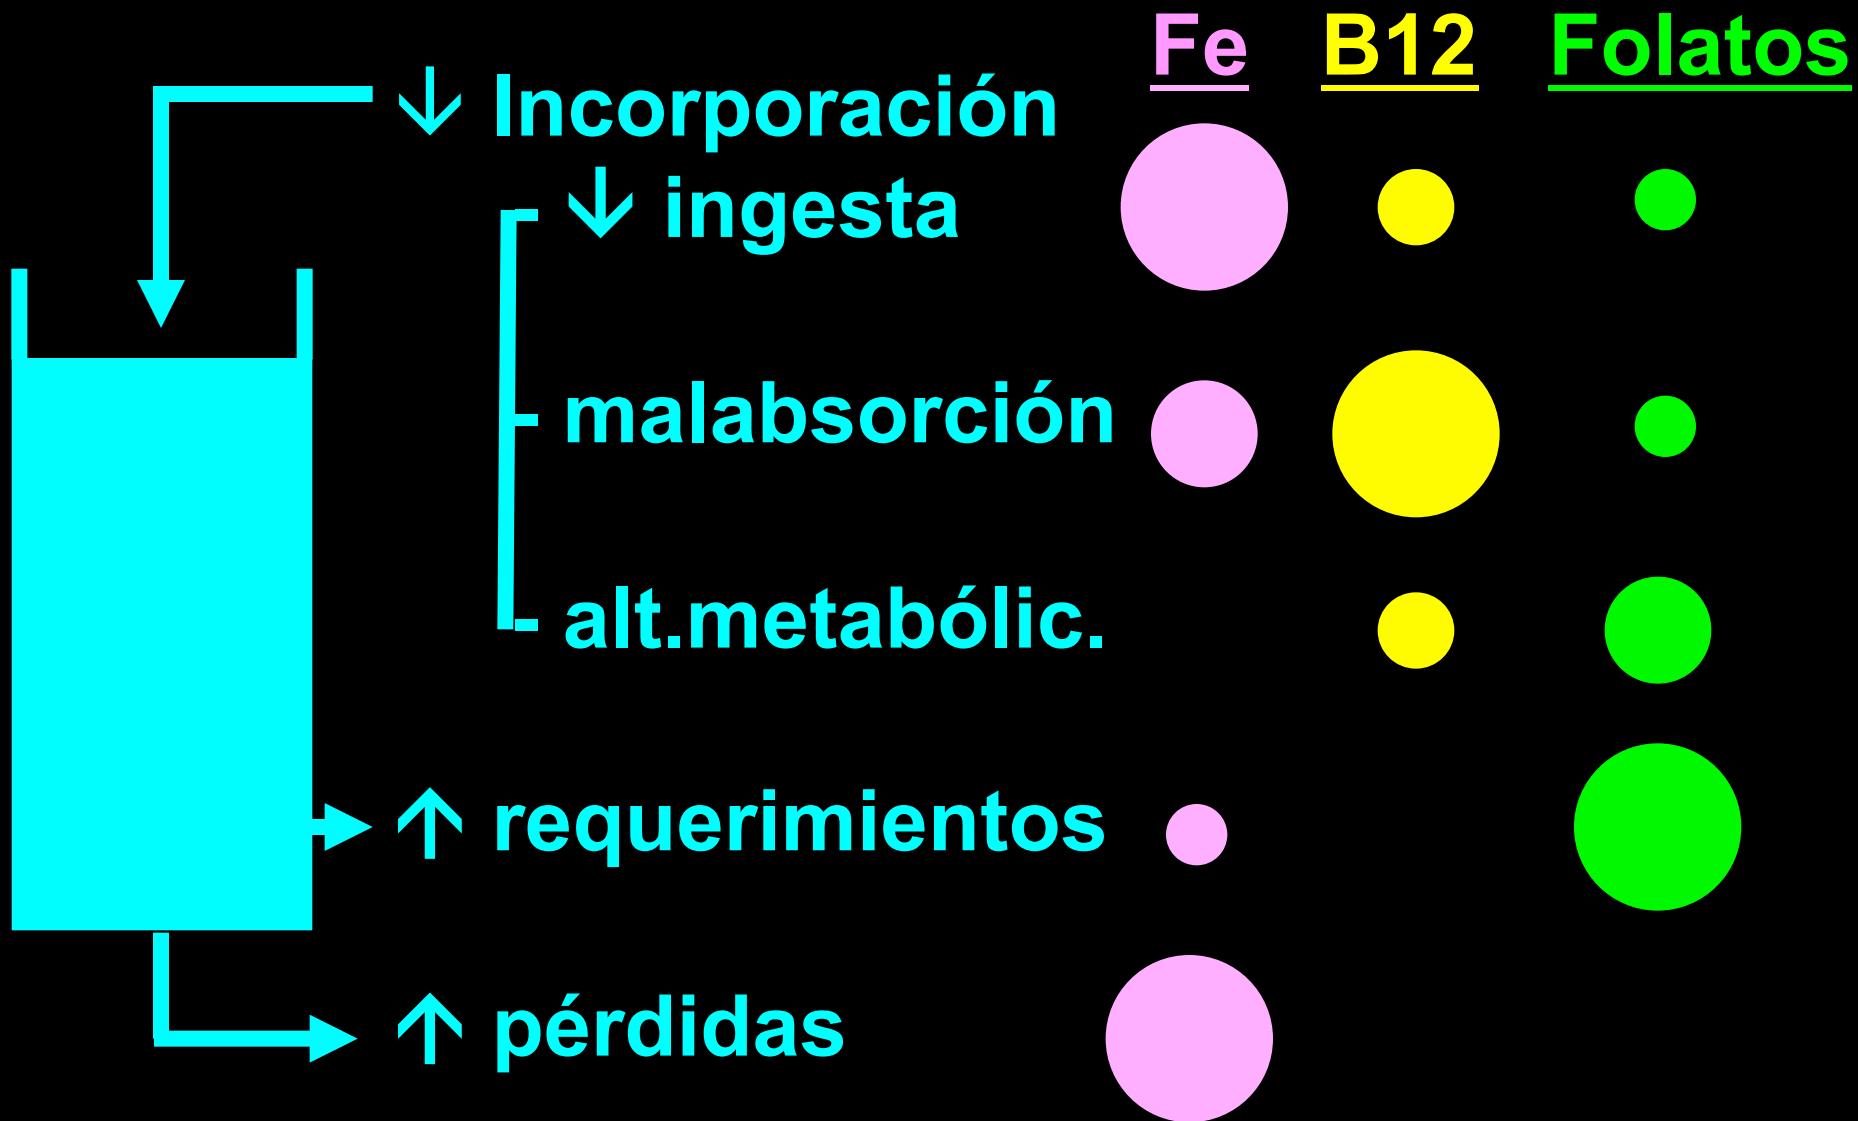 Fe B12 Folatos
↓ Incorporación
- ↓ ingesta
- malabsorción
- alt.metabólic.
↑ requerimientos
↑ pérdidas